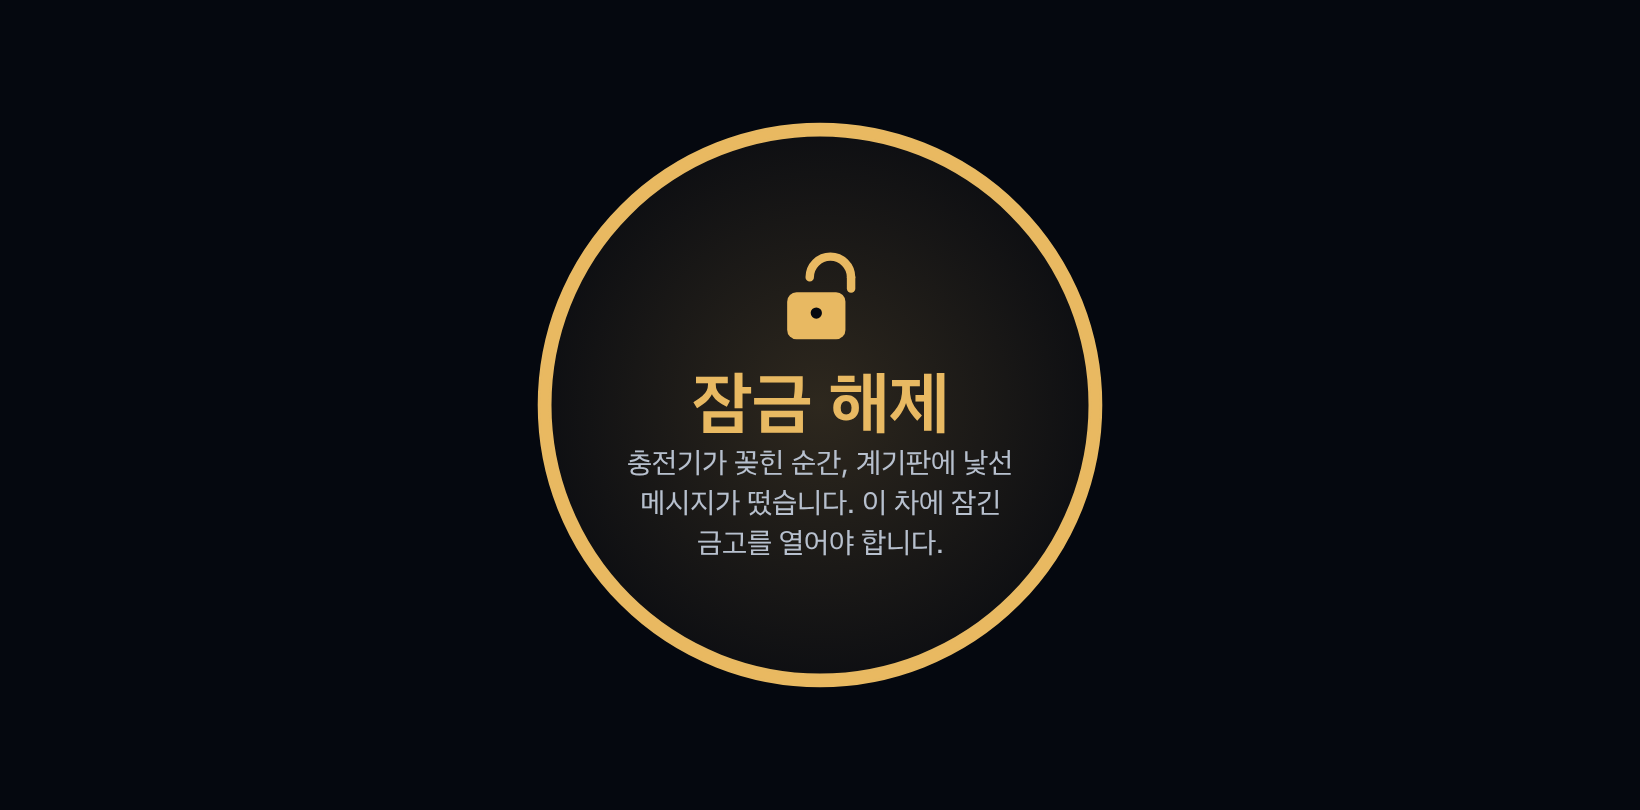 잠금 해제
충전기가 꽂힌 순간, 계기판에 낯선
메시지가 떴습니다. 이 차에 잠긴
금고를 열어야 합니다.